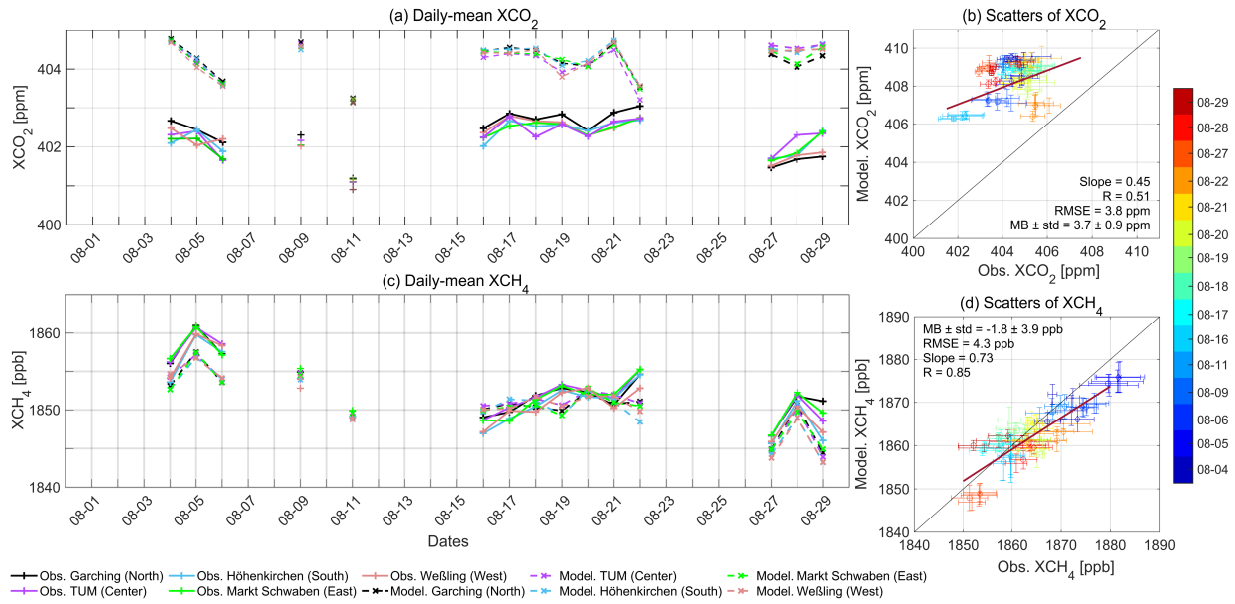 (a) Daily-mean XCO2
404
402
400
XCO2 [ppm]
08-01
08-03
08-05
08-07
08-09
08-11
08-13
08-15
08-17
08-19
08-21
08-23
08-25
08-27
08-29
(b) Scatters of XCO2
410
408
406
404
402
400
Model. XCO2 [ppm]
Slope = 0.45
R = 0.51
RMSE = 3.8 ppm
MB ± std = 3.7 ± 0.9 ppm
400
402
404
406
408
410
Obs. XCO2 [ppm]
(c) Daily-mean XCH4
1860
1850
1840
XCH4 [ppb]
08-01
08-03
08-05
08-07
08-09
08-11
08-13
08-15
08-17
08-19
08-21
08-23
08-25
08-27
08-29
Dates
(d) Scatters of XCH4
1890
1880
1870
1860
1850
1840
Model. XCH4 [ppb]
MB ± std = -1.8 ± 3.9 ppb
RMSE = 4.3 ppb
Slope = 0.73
R = 0.85
1840
1850
1860
1870
1880
1890
Obs. XCH4 [ppb]
08-29
08-28
08-27
08-22
08-21
08-20
08-19
08-18
08-17
08-16
08-11
08-09
08-06
08-05
08-04
Obs. Garching (North)
Obs. Höhenkirchen (South)
Obs. Weßling (West)
Model. TUM (Center)
Model. Markt Schwaben (East)
Obs. TUM (Center)
Obs. Markt Schwaben (East)
Model. Garching (North)
Model. Höhenkirchen (South)
Model. Weßling (West)